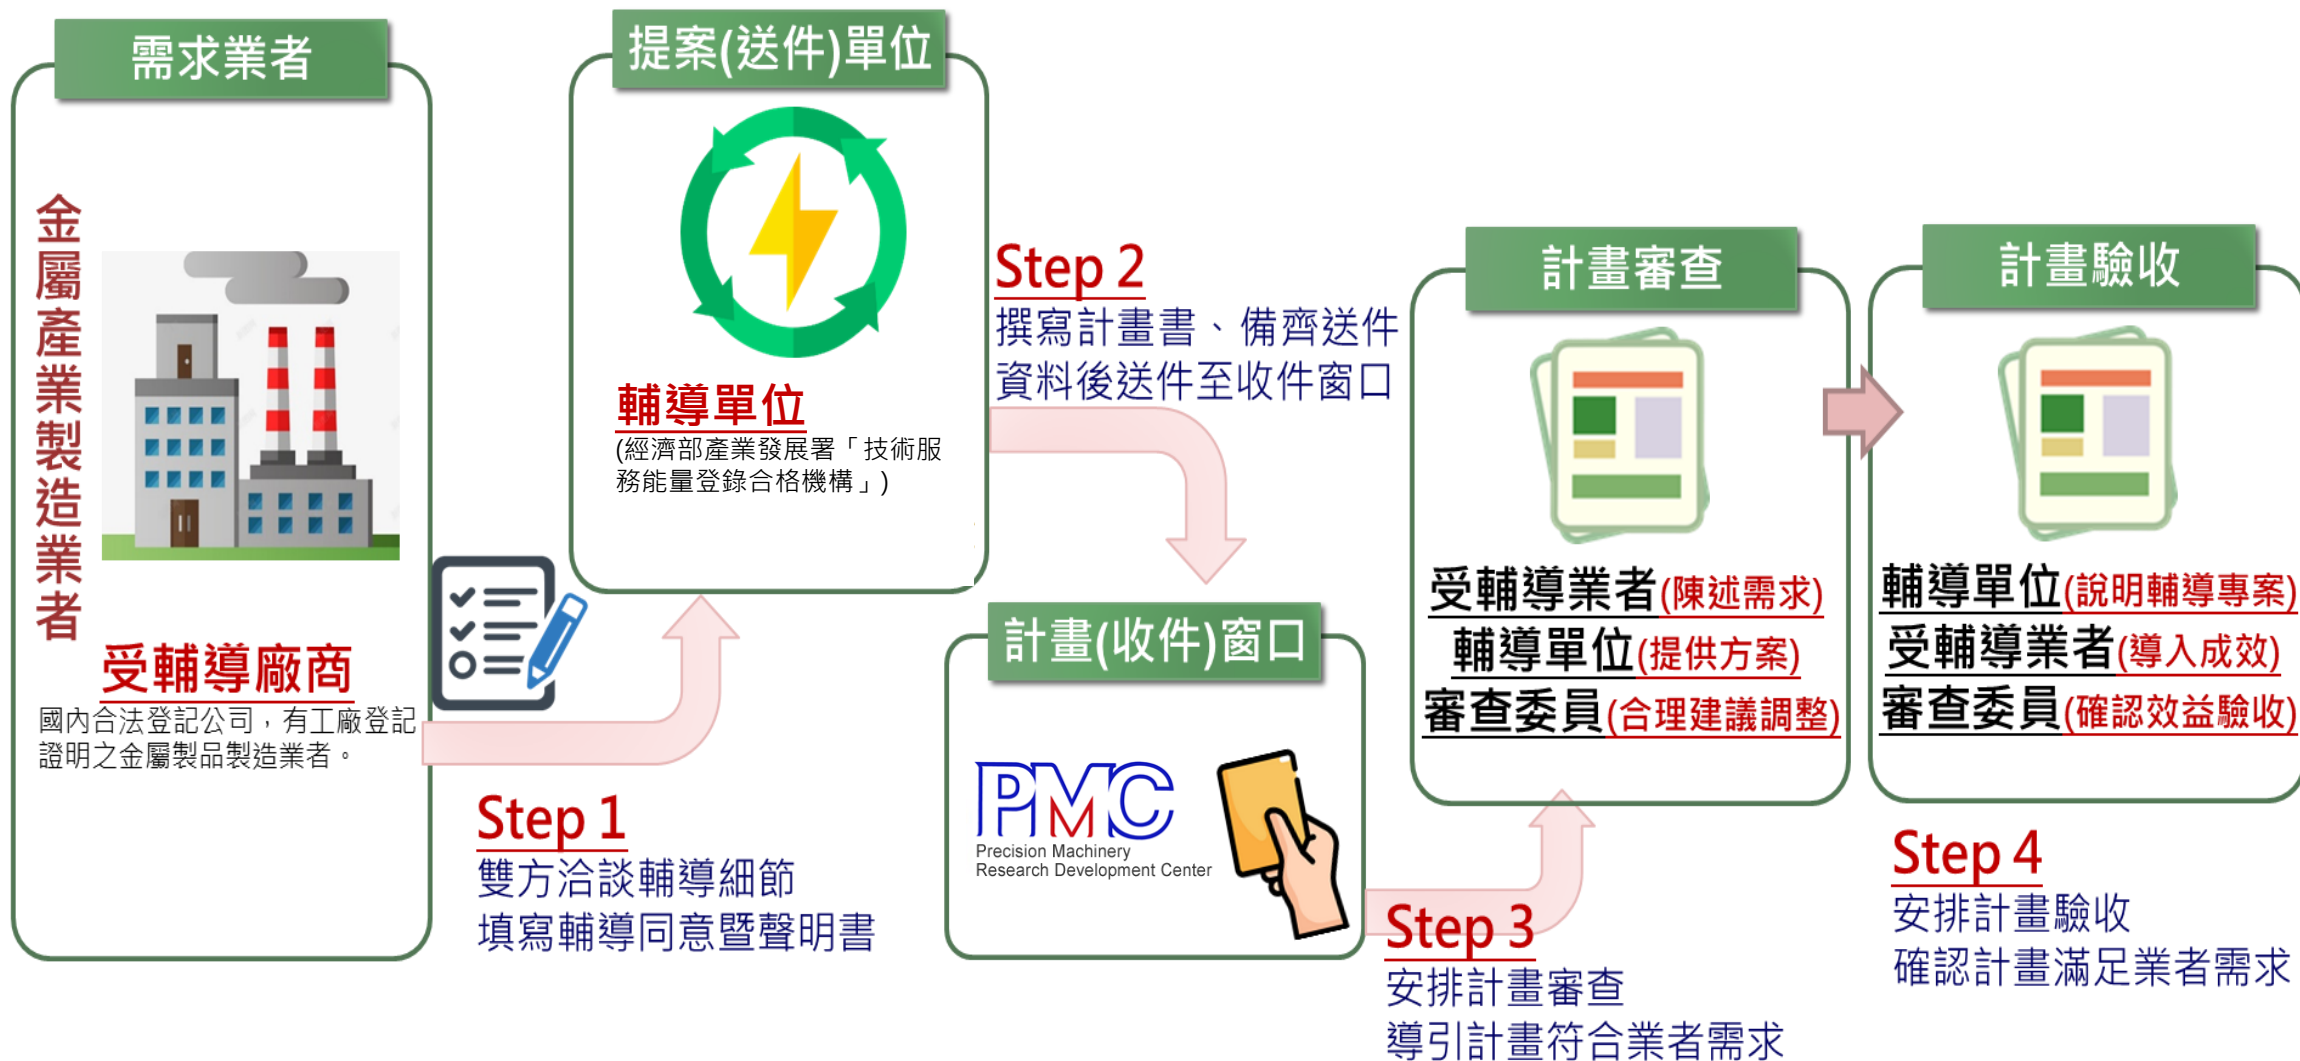 需求業者
金屬產業製造業者
受輔導廠商
國內合法登記公司，有工廠登記
證明之金屬製品製造業者。
Step 1
雙方洽談輔導細節
填寫輔導同意暨聲明書
提案(送件)單位
輔導單位
(經濟部產業發展署「技術服
務能量登錄合格機構」)
Step 2
撰寫計畫書、備齊送件
資料後送件至收件窗口
計畫(收件)窗口
PMC
Precision Machinery
Research Development Center
Step 3
安排計畫審查
導引計畫符合業者需求
計畫審查
受輔導業者(陳述需求)
輔導單位(提供方案)
審查委員(合理建議調整)
計畫驗收
輔導單位(說明輔導專案)
受輔導業者(導入成效)
審查委員(確認效益驗收)
Step 4
安排計畫驗收
確認計畫滿足業者需求